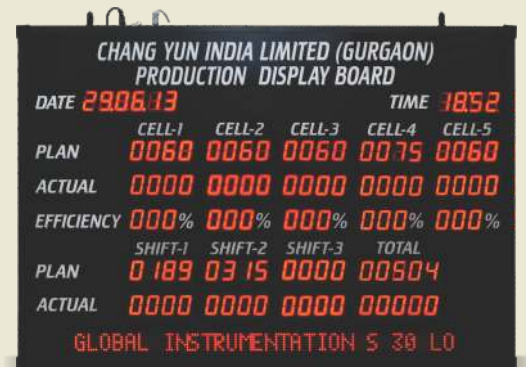 CHANG YUN INDIA LIMITED (GURGAON)
PRODUCTION DISPLAY BOARD
DATE 29.06.13 TIME 18:52
CELL-1 CELL-2 CELL-3 CELL-4 CELL-5
PLAN 0060 0060 0060 0075 0060
ACTUAL 0000 0000 0000 0000 0000
EFFICIENCY 000% 000% 000% 000% 000%
SHIFT-1 SHIFT-2 SHIFT-3 TOTAL
PLAN 0189 0315 0000 00504
ACTUAL 0000 0000 0000 00000
GLOBAL INSTRUMENTATION S 30 LO